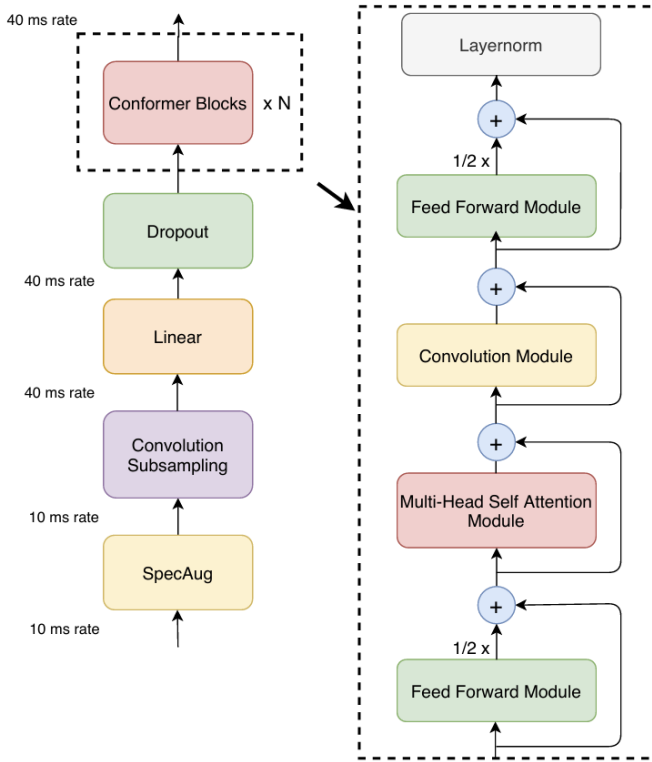 40 ms rate
Conformer Blocks x N
Dropout
40 ms rate
Linear
40 ms rate
Convolution
Subsampling
10 ms rate
SpecAug
10 ms rate
Layernorm
+
1/2 x
Feed Forward Module
+
Convolution Module
+
Multi-Head Self Attention
Module
+
1/2 x
Feed Forward Module